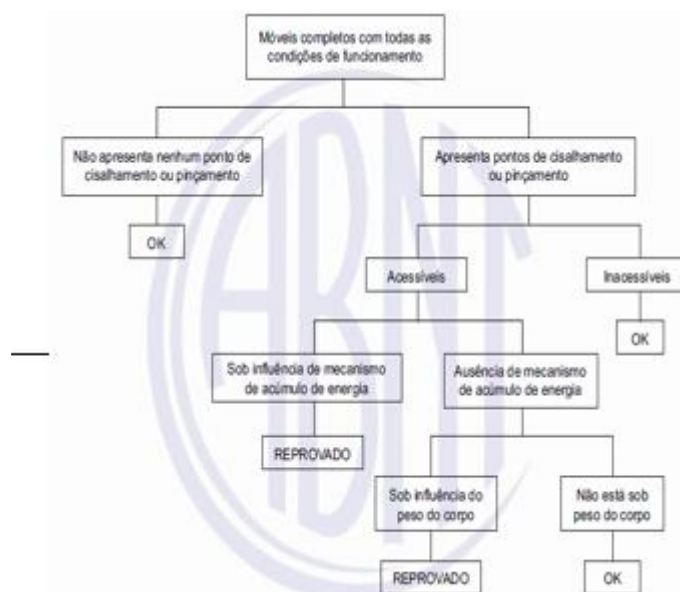 Móveis completos com todas as
condições de funcionamento
Não apresenta nenhum ponto de
cisalhamento ou pinçamento
Apresenta pontos de cisalhamento
ou pinçamento
OK
Acessíveis
Inacessíveis
OK
Sob influência de mecanismo
de acúmulo de energia
Ausência de mecanismo
de acúmulo de energia
REPROVADO
Sob influência do
peso do corpo
Não está sob
peso do corpo
REPROVADO
OK
ABNT